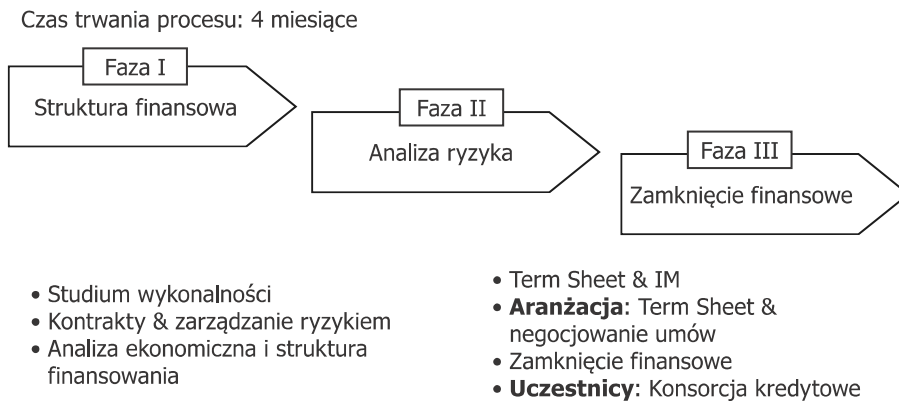 Czas trwania procesu: 4 miesiące
Faza I
Struktura finansowa
Faza II
Analiza ryzyka
Faza III
Zamknięcie finansowe
• Studium wykonalności
• Kontrakty & zarządzanie ryzykiem
• Analiza ekonomiczna i struktura
finansowania
• Term Sheet & IM
• Aranżacja: Term Sheet &
negocjowanie umów
• Zamknięcie finansowe
• Uczestnicy: Konsorcja kredytowe